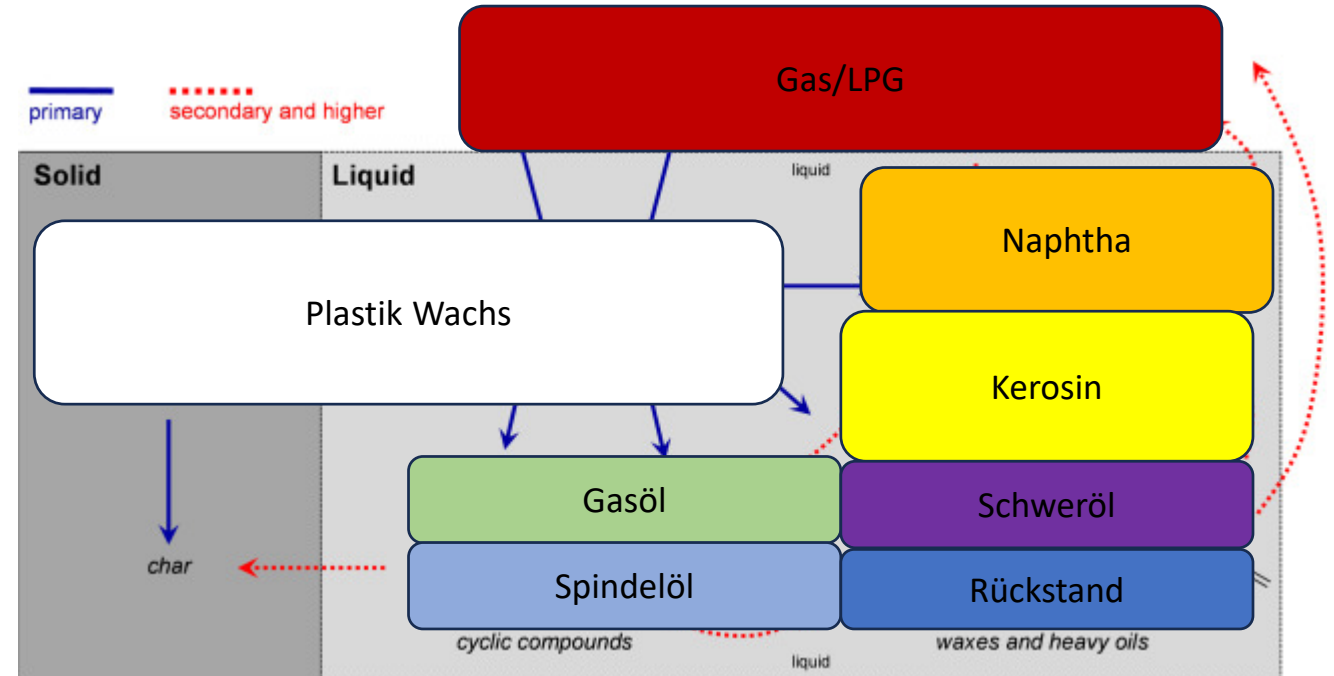 Gas/LPG
primary
secondary and higher
Solid
Liquid
liquid
Naphtha
Plastik Wachs
Kerosin
Gasöl
Schweröl
char
Spindelöl
Rückstand
cyclic compounds
waxes and heavy oils
liquid